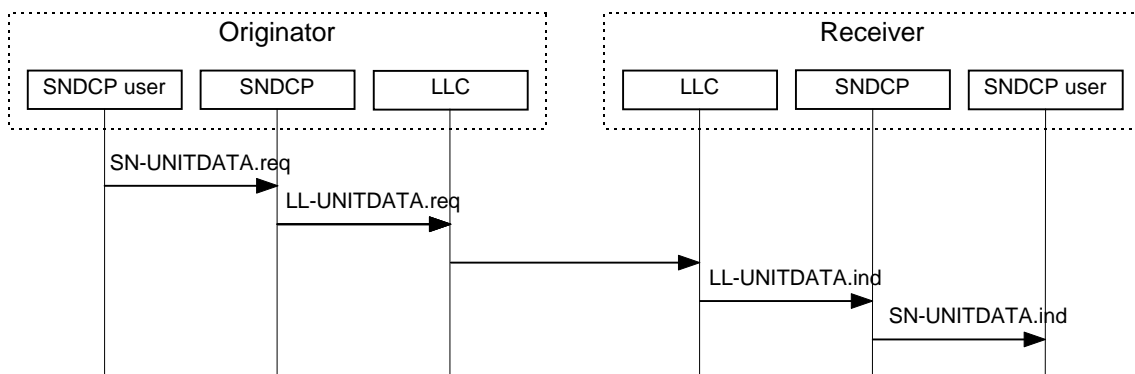 Originator
Receiver
SNDCP user
SNDCP
LLC
LLC
SNDCP
SNDCP user
SN-UNITDATA.req
LL-UNITDATA.req
LL-UNITDATA.ind
SN-UNITDATA.ind